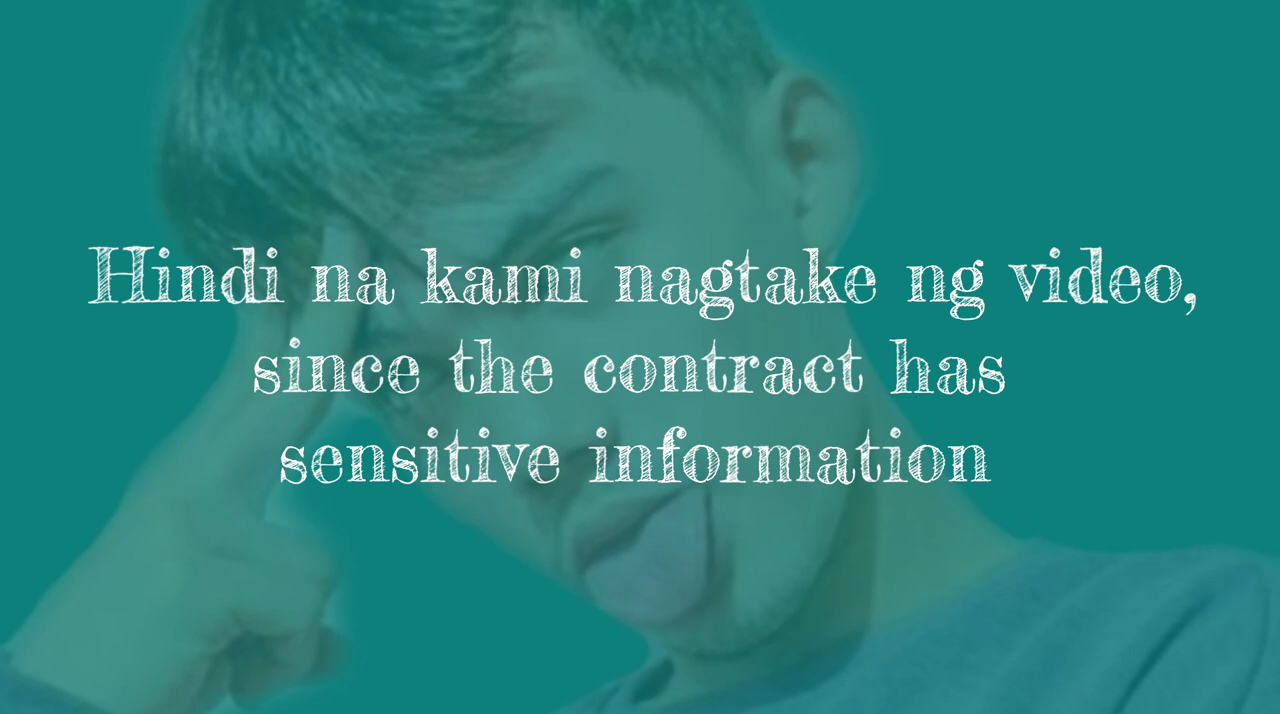 Hindi na kami nagtake ng video,
since the contract has
sensitive information